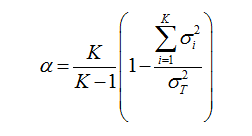 α = K / (K − 1) (1 − (∑_{i=1}^{K} σ_i^2) / σ_T^2)